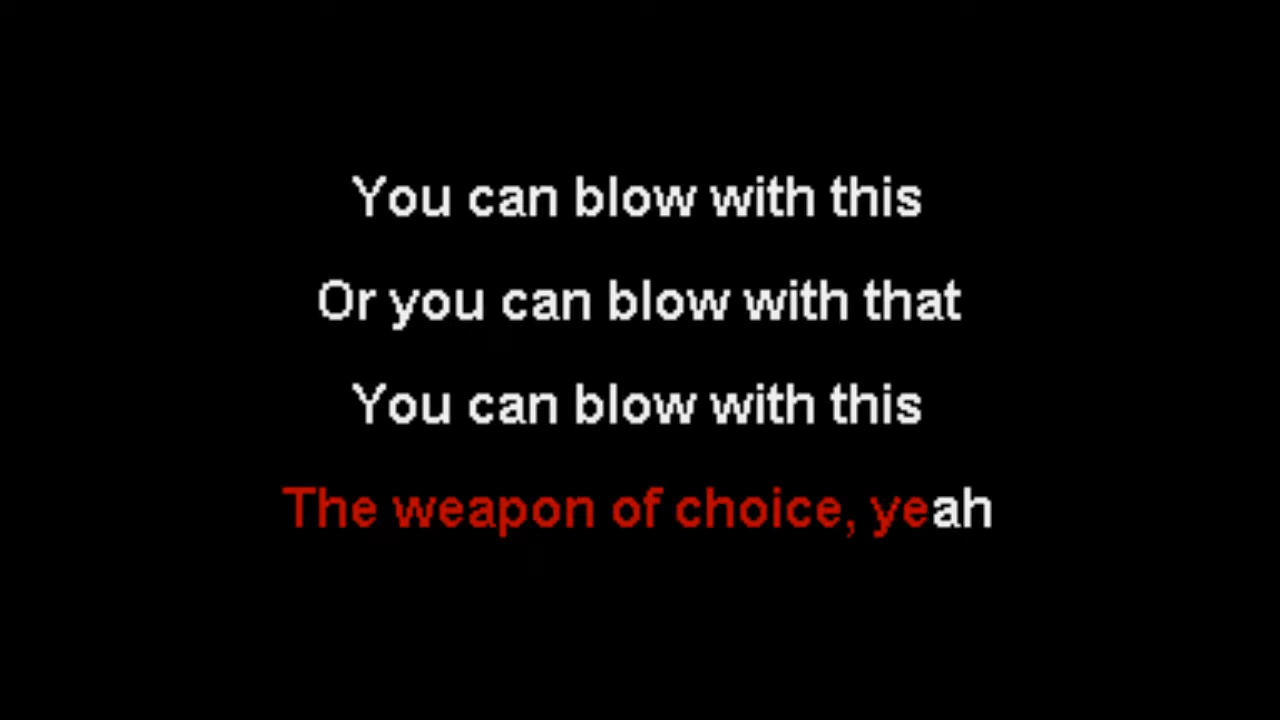 You can blow with this
Or you can blow with that
You can blow with this
The weapon of choice, yeah